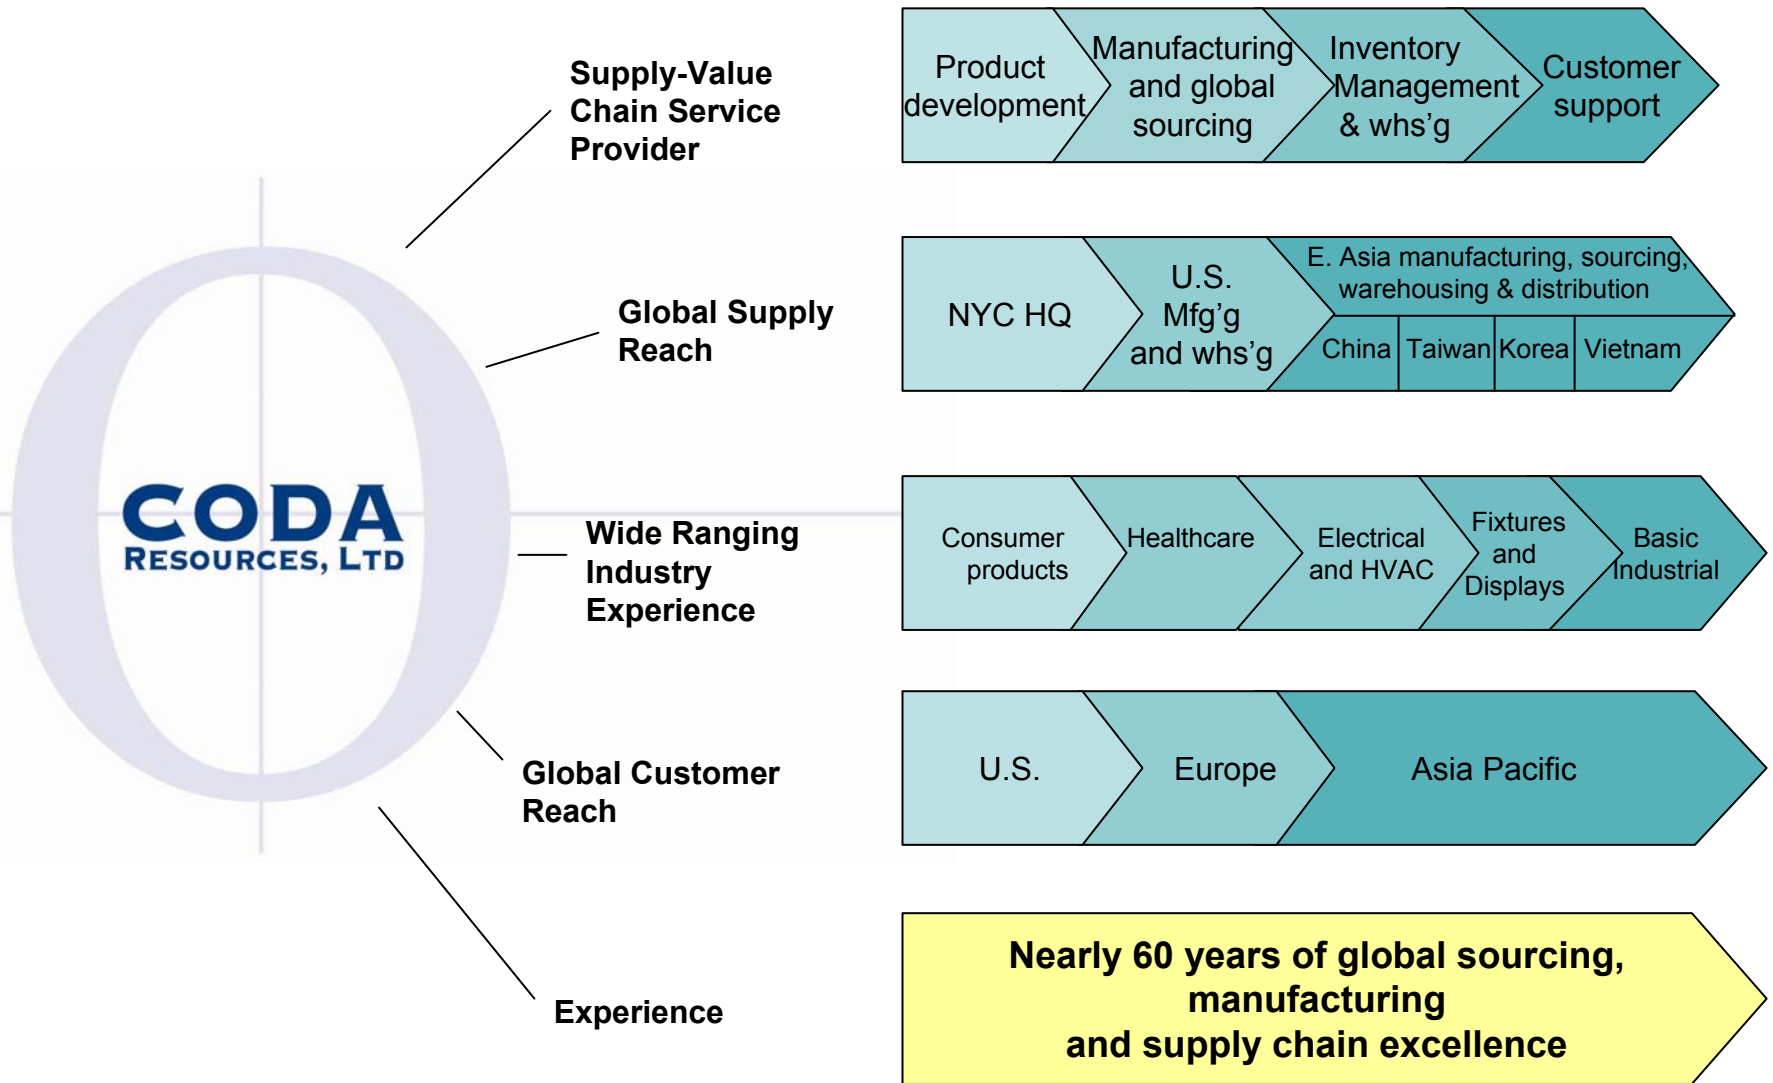 Supply-Value
Chain Service
Provider
Product
development
Manufacturing
and global
sourcing
Inventory
Management
& whs'g
Customer
support
Global Supply
Reach
NYC HQ
U.S.
Mfg'g
and whs'g
E. Asia manufacturing, sourcing,
warehousing & distribution
China
Taiwan
Korea
Vietnam
CODA
RESOURCES, LTD
Wide Ranging
Industry
Experience
Consumer
products
Healthcare
Electrical
and HVAC
Fixtures
and
Displays
Basic
Industrial
Global Customer
Reach
U.S.
Europe
Asia Pacific
Experience
Nearly 60 years of global sourcing,
manufacturing
and supply chain excellence